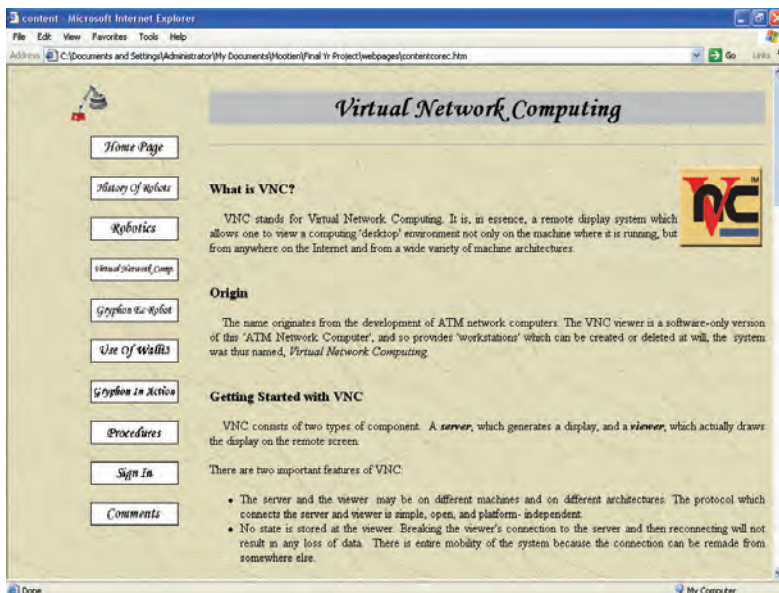 content - Microsoft Internet Explorer
File Edit View Favorites Tools Help
Address C:\Documents and Settings\Administrator\My Documents\Mootien\Final Yr Project\webpages\contentcorec.htm Go Links
Virtual Network Computing
Home Page
History Of Robots
Robotics
Virtual Network Comp.
Gryphon Ec-Robot
Use Of Walli3
Gryphon In Action
Procedures
Sign In
Comments
VNC
TM
What is VNC?
VNC stands for Virtual Network Computing. It is, in essence, a remote display system which
allows one to view a computing 'desktop' environment not only on the machine where it is running, but
from anywhere on the Internet and from a wide variety of machine architectures.
Origin
The name originates from the development of ATM network computers. The VNC viewer is a software-only version
of this 'ATM Network Computer', and so provides 'workstations' which can be created or deleted at will, the system
was thus named, Virtual Network Computing.
Getting Started with VNC
VNC consists of two types of component. A server, which generates a display, and a viewer, which actually draws
the display on the remote screen.
There are two important features of VNC:
• The server and the viewer may be on different machines and on different architectures. The protocol which
connects the server and viewer is simple, open, and platform- independent.
• No state is stored at the viewer. Breaking the viewer's connection to the server and then reconnecting will not
result in any loss of data. There is entire mobility of the system because the connection can be remade from
somewhere else.
Done
My Computer